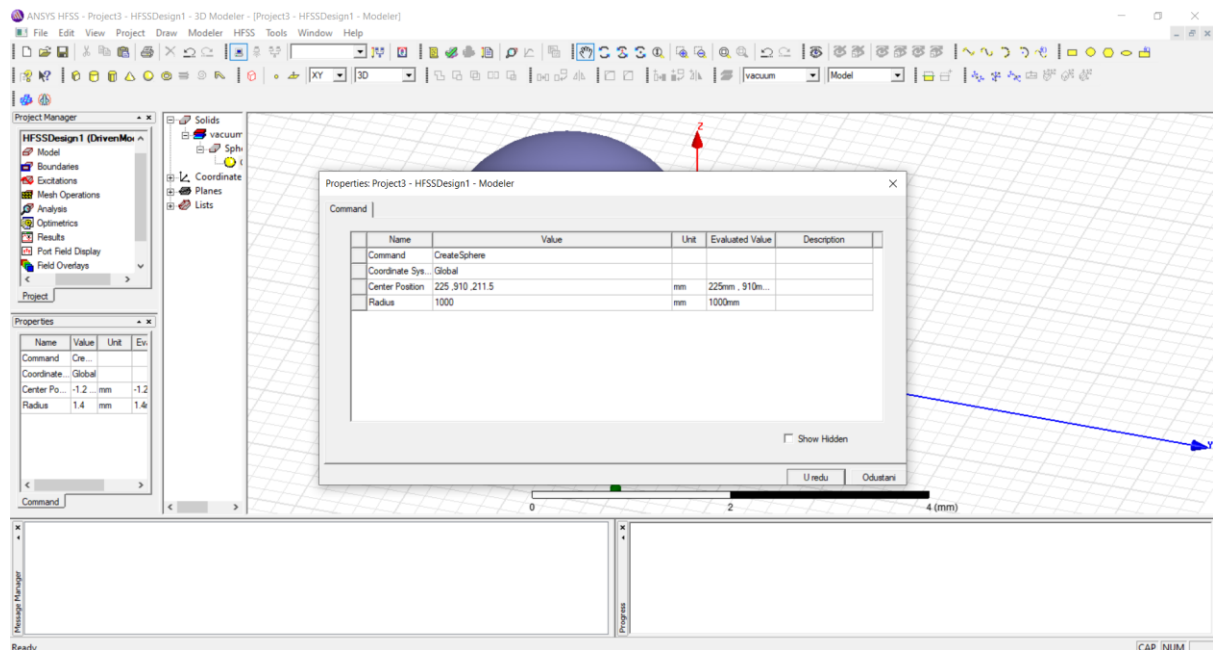 ANSYS HFSS - Project3 - HFSSDesign1 - 3D Modeler - [Project3 - HFSSDesign1 - Modeler]
File Edit View Project Draw Modeler HFSS Tools Window Help
XY 3D vacuum Model
Project Manager
HFSSDesign1 (DrivenMo
Model
Boundaries
Excitations
Mesh Operations
Analysis
Optimetrics
Results
Port Field Display
Field Overlays
Project
Solids
vacuum
Sph
Coordinate
Planes
Lists
Properties
Name Value Unit Ev
Command Cre...
Coordinate... Global
Center Po... -1.2 ... mm -1.2
Radius 1.4 mm 1.4
Command
Z
Y
Properties: Project3 - HFSSDesign1 - Modeler
Command
Name Value Unit Evaluated Value Description
Command CreateSphere
Coordinate Sys... Global
Center Position 225 ,910 ,211.5 mm 225mm , 910m...
Radius 1000 mm 1000mm
Show Hidden
U redu Odustani
0 2 4 (mm)
Message Manager
Progress
Ready
CAP NUM